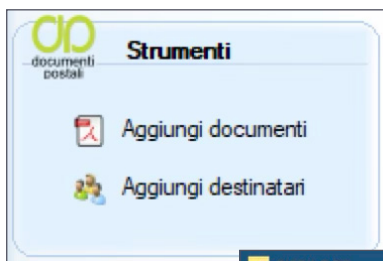 documenti
postali
Strumenti
Aggiungi documenti
Aggiungi destinatari